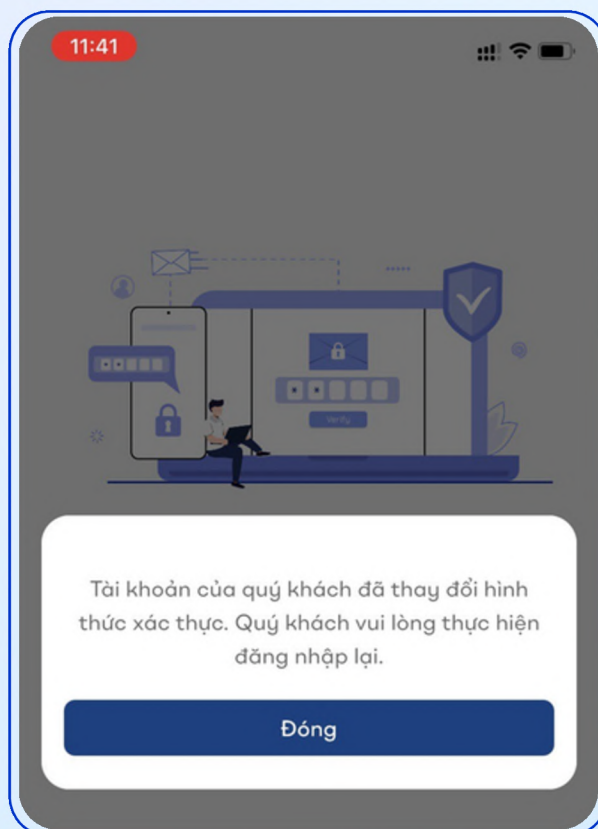 11:41
Verify
Tài khoản của quý khách đã thay đổi hình
thức xác thực. Quý khách vui lòng thực hiện
đăng nhập lại.
Đóng